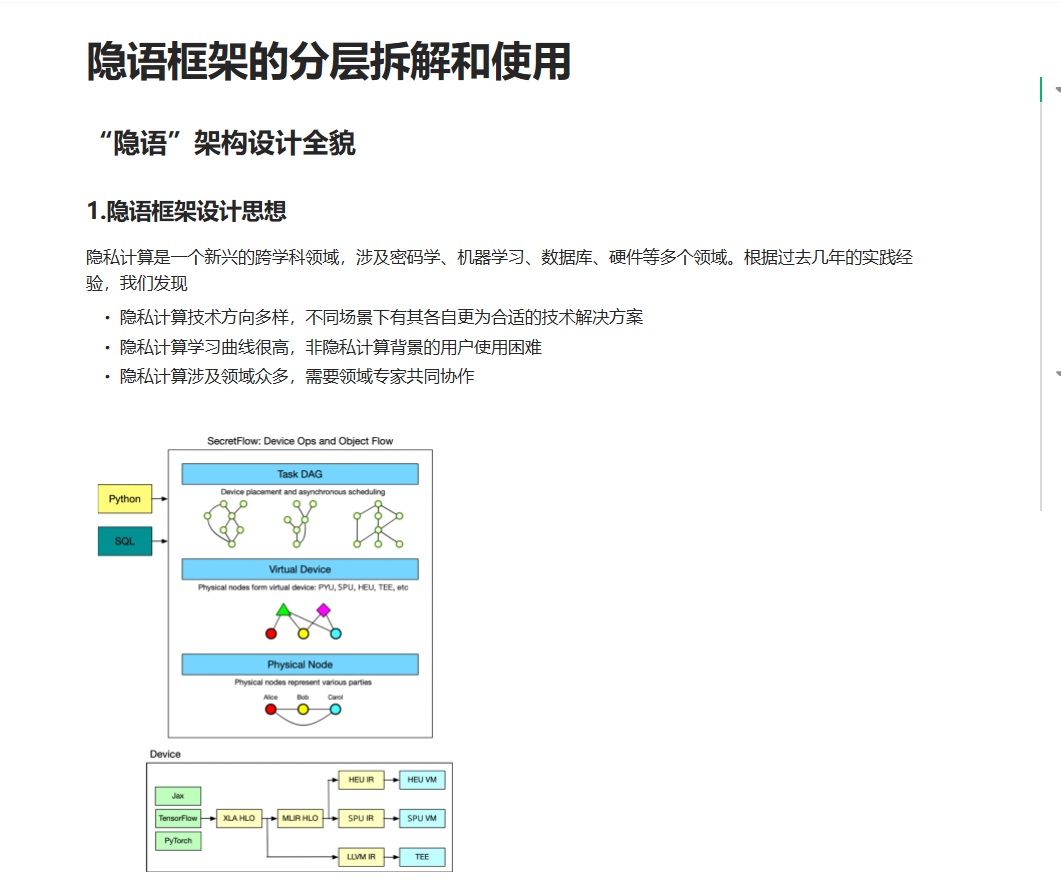 隐语框架的分层拆解和使用
“隐语”架构设计全貌
1.隐语框架设计思想
隐私计算是一个新兴的跨学科领域，涉及密码学、机器学习、数据库、硬件等多个领域。根据过去几年的实践经
验，我们发现
• 隐私计算技术方向多样，不同场景下有其各自更为合适的技术解决方案
• 隐私计算学习曲线很高，非隐私计算背景的用户使用困难
• 隐私计算涉及领域众多，需要领域专家共同协作
SecretFlow: Device Ops and Object Flow
Task DAG
Device placement and asynchronous scheduling
Python
SQL
Virtual Device
Physical nodes form virtual device: PYU, SPU, HEU, TEE, etc
Physical Node
Physical nodes represent various parties
Alice Bob Carol
Device
HEU IR HEU VM
Jax
TensorFlow XLA HLO MLIR HLO SPU IR SPU VM
PyTorch
LLVM IR TEE